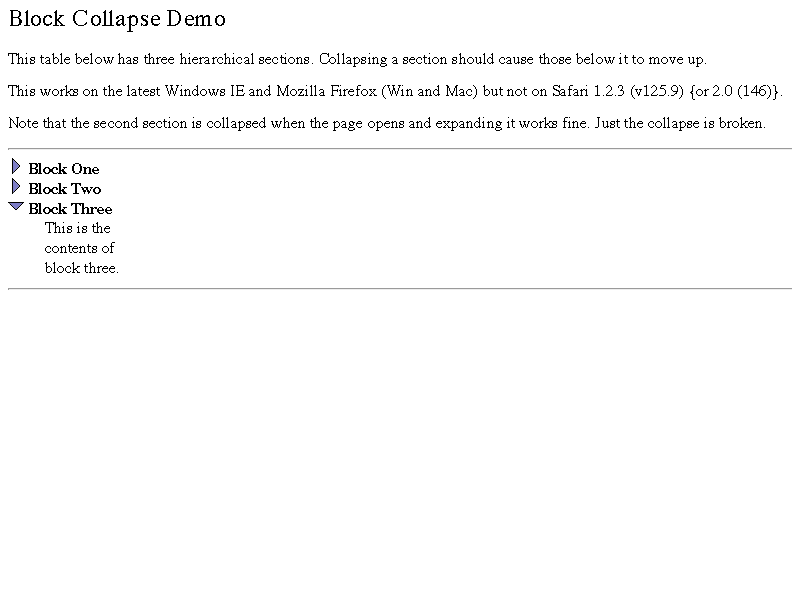 Block Collapse Demo
This table below has three hierarchical sections. Collapsing a section should cause those below it to move up.
This works on the latest Windows IE and Mozilla Firefox (Win and Mac) but not on Safari 1.2.3 (v125.9) {or 2.0 (146)}.
Note that the second section is collapsed when the page opens and expanding it works fine. Just the collapse is broken.
Block One
Block Two
Block Three
This is the
contents of
block three.